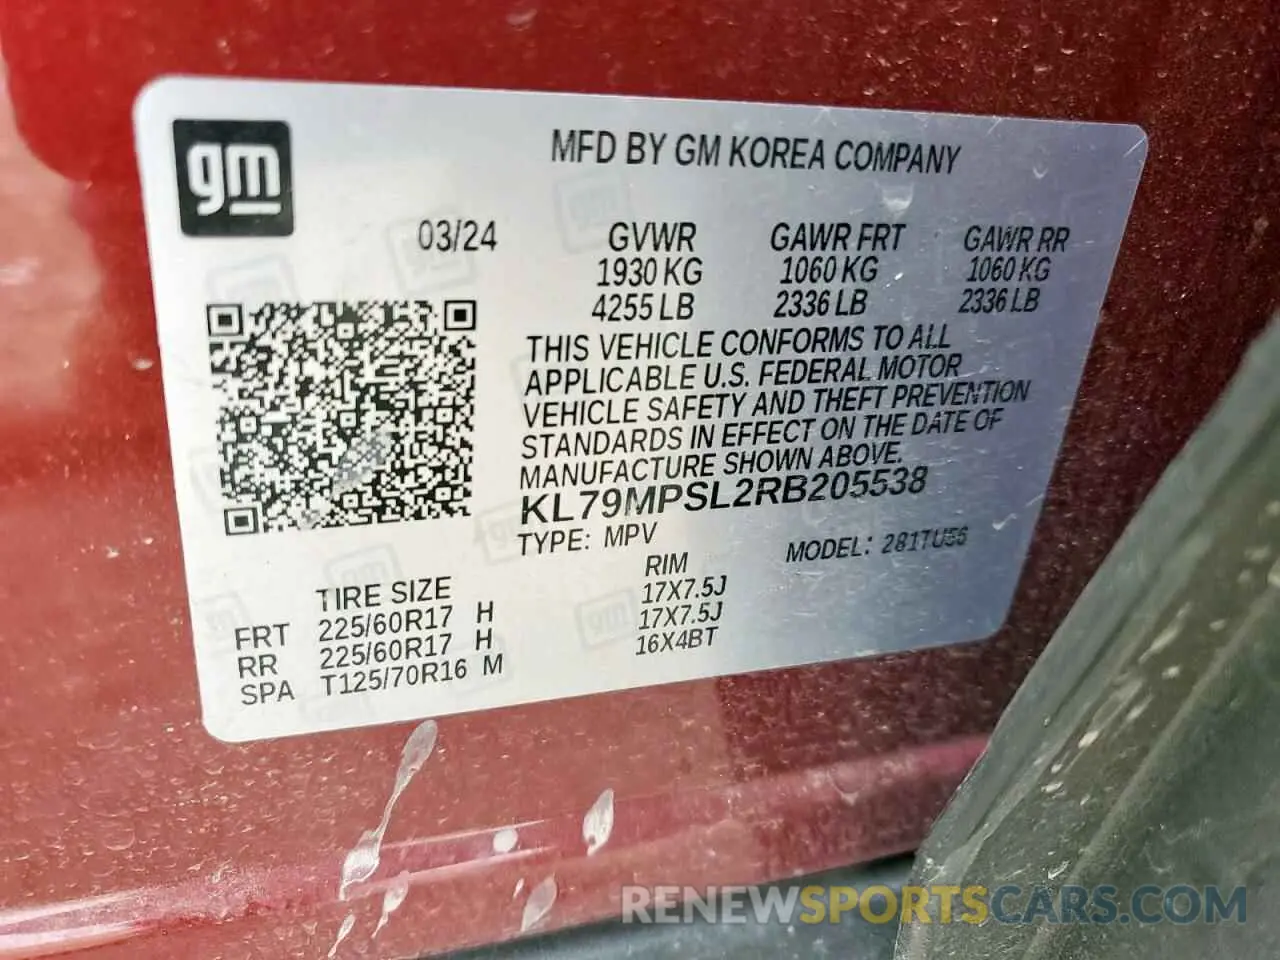 gm
MFD BY GM KOREA COMPANY
03/24
GVWR GAWR FRT GAWR RR
1930 KG 1060 KG 1060 KG
4255 LB 2336 LB 2336 LB
THIS VEHICLE CONFORMS TO ALL
APPLICABLE U.S. FEDERAL MOTOR
VEHICLE SAFETY AND THEFT PREVENTION
STANDARDS IN EFFECT ON THE DATE OF
MANUFACTURE SHOWN ABOVE.
KL79MPSL2RB205538
TYPE: MPV MODEL: 281TU56
TIRE SIZE RIM
FRT 225/60R17 H 17X7.5J
RR 225/60R17 H 17X7.5J
SPA T125/70R16 M 16X4BT
RENEWSPORTSCARS.COM